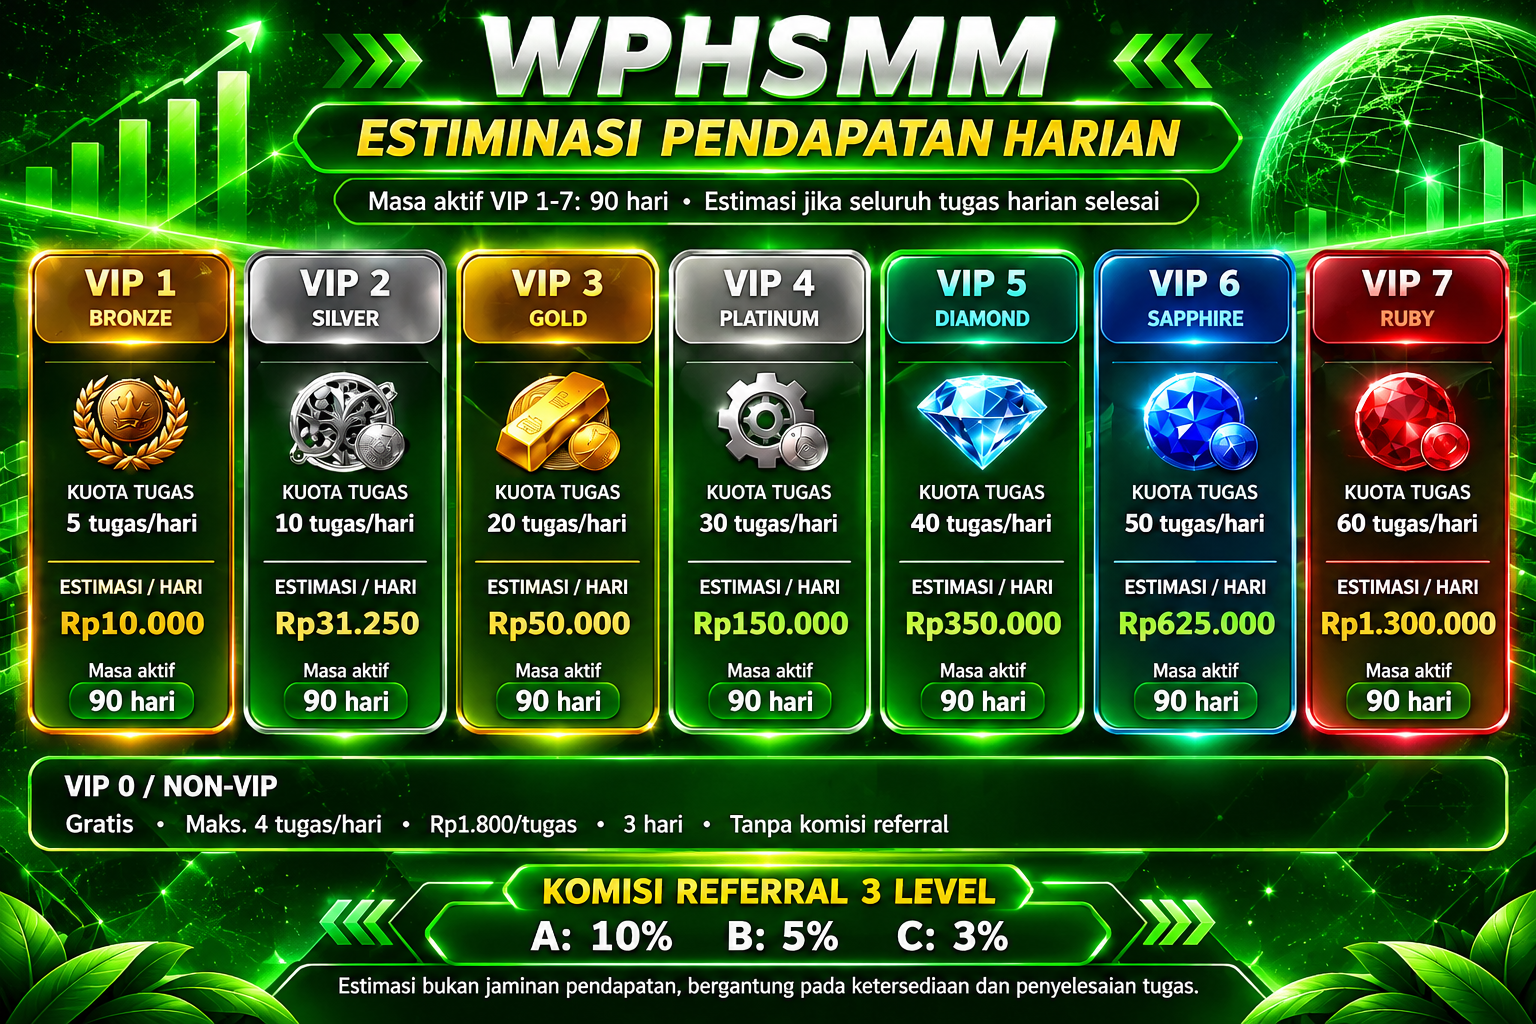 WPHSMM
ESTIMINASI PENDAPATAN HARIAN
Masa aktif VIP 1-7: 90 hari • Estimasi jika seluruh tugas harian selesai
VIP 1
BRONZE
KUOTA TUGAS
5 tugas/hari
ESTIMASI / HARI
Rp10.000
Masa aktif
90 hari
VIP 2
SILVER
KUOTA TUGAS
10 tugas/hari
ESTIMASI / HARI
Rp31.250
Masa aktif
90 hari
VIP 3
GOLD
KUOTA TUGAS
20 tugas/hari
ESTIMASI / HARI
Rp50.000
Masa aktif
90 hari
VIP 4
PLATINUM
KUOTA TUGAS
30 tugas/hari
ESTIMASI / HARI
Rp150.000
Masa aktif
90 hari
VIP 5
DIAMOND
KUOTA TUGAS
40 tugas/hari
ESTIMASI / HARI
Rp350.000
Masa aktif
90 hari
VIP 6
SAPPHIRE
KUOTA TUGAS
50 tugas/hari
ESTIMASI / HARI
Rp625.000
Masa aktif
90 hari
VIP 7
RUBY
KUOTA TUGAS
60 tugas/hari
ESTIMASI / HARI
Rp1.300.000
Masa aktif
90 hari
VIP 0 / NON-VIP
Gratis • Maks. 4 tugas/hari • Rp1.800/tugas • 3 hari • Tanpa komisi referral
KOMISI REFERRAL 3 LEVEL
A: 10% B: 5% C: 3%
Estimasi bukan jaminan pendapatan, bergantung pada ketersediaan dan penyelesaian tugas.